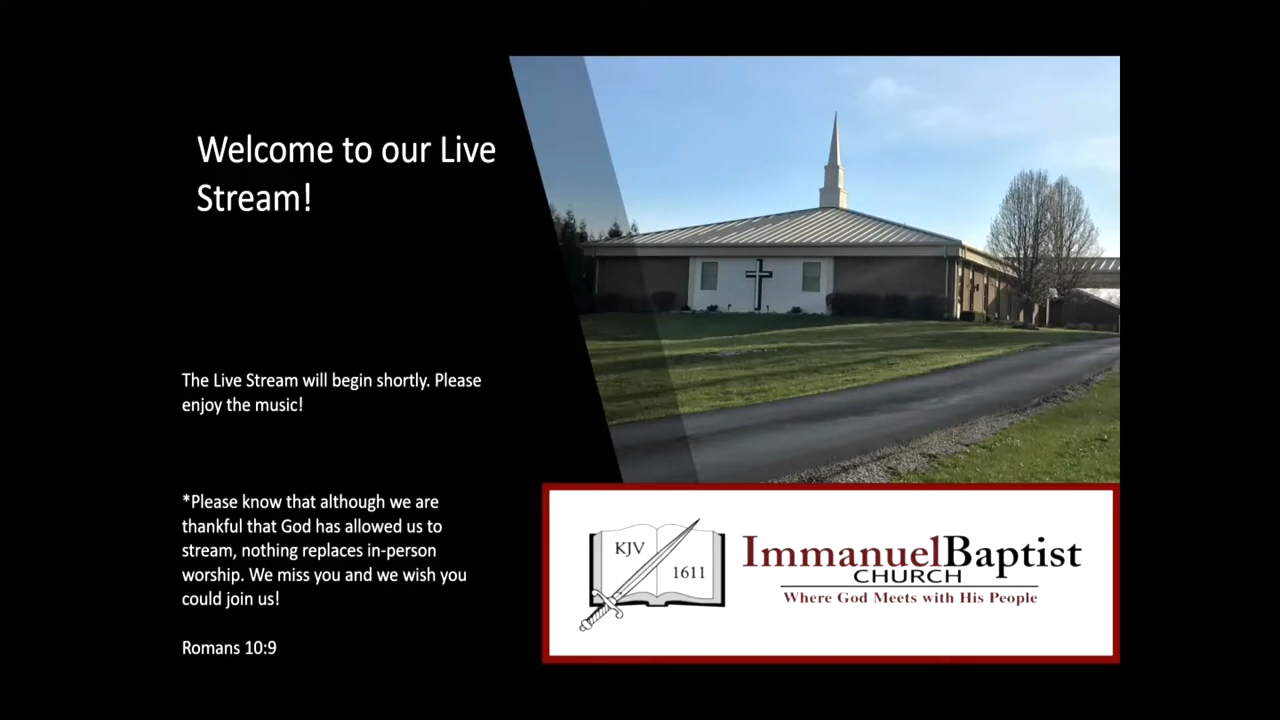 Welcome to our Live
Stream!
The Live Stream will begin shortly. Please
enjoy the music!
*Please know that although we are
thankful that God has allowed us to
stream, nothing replaces in-person
worship. We miss you and we wish you
could join us!
Romans 10:9
KJV
1611
ImmanuelBaptist
CHURCH
Where God Meets with His People